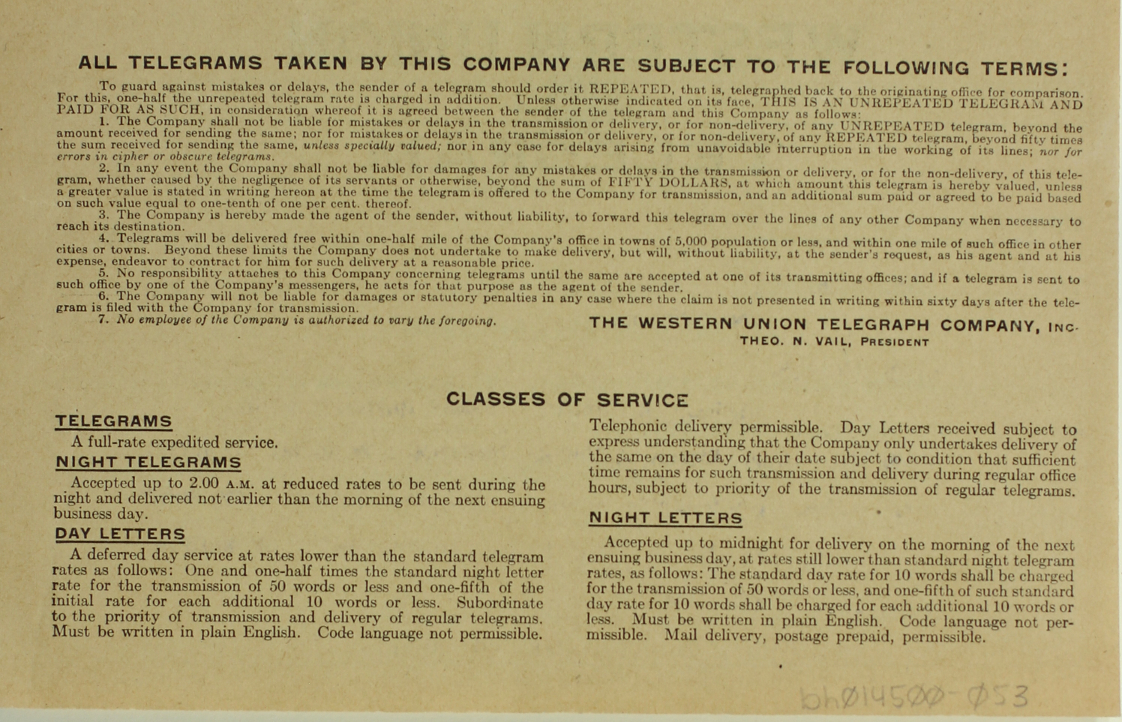 ALL TELEGRAMS TAKEN BY THIS COMPANY ARE SUBJECT TO THE FOLLOWING TERMS:
To guard against mistakes or delays, the sender of a telegram should order it REPEATED, that is, telegraphed back to the originating office for comparison.
For this, one-half the unrepeated telegram rate is charged in addition. Unless otherwise indicated on its face, THIS IS AN UNREPEATED TELEGRAM AND
PAID FOR AS SUCH, in consideration whereof it is agreed between the sender of the telegram and this Company as follows:
1. The Company shall not be liable for mistakes or delays in the transmission or delivery, or for non-delivery, of any UNREPEATED telegram, beyond the
amount received for sending the same; nor for mistakes or delays in the transmission or delivery, or for non-delivery, of any REPEATED telegram, beyond fifty times
the sum received for sending the same, unless specially valued; nor in any case for delays arising from unavoidable interruption in the working of its lines; nor for
errors in cipher or obscure telegrams.
2. In any event the Company shall not be liable for damages for any mistakes or delays in the transmission or delivery, or for the non-delivery, of this tele-
gram, whether caused by the negligence of its servants or otherwise, beyond the sum of FIFTY DOLLARS, at which amount this telegram is hereby valued, unless
a greater value is stated in writing hereon at the time the telegram is offered to the Company for transmission, and an additional sum paid or agreed to be paid based
on such value equal to one-tenth of one per cent. thereof.
3. The Company is hereby made the agent of the sender, without liability, to forward this telegram over the lines of any other Company when necessary to
reach its destination.
4. Telegrams will be delivered free within one-half mile of the Company's office in towns of 5,000 population or less, and within one mile of such office in other
cities or towns. Beyond these limits the Company does not undertake to make delivery, but will, without liability, at the sender's request, as his agent and at his
expense, endeavor to contract for him for such delivery at a reasonable price.
5. No responsibility attaches to this Company concerning telegrams until the same are accepted at one of its transmitting offices; and if a telegram is sent to
such office by one of the Company's messengers, he acts for that purpose as the agent of the sender.
6. The Company will not be liable for damages or statutory penalties in any case where the claim is not presented in writing within sixty days after the tele-
gram is filed with the Company for transmission.
7. No employee of the Company is authorized to vary the foregoing.
THE WESTERN UNION TELEGRAPH COMPANY, INC.
THEO. N. VAIL, PRESIDENT
CLASSES OF SERVICE
TELEGRAMS
A full-rate expedited service.
NIGHT TELEGRAMS
Accepted up to 2.00 A.M. at reduced rates to be sent during the
night and delivered not earlier than the morning of the next ensuing
business day.
DAY LETTERS
A deferred day service at rates lower than the standard telegram
rates as follows: One and one-half times the standard night letter
rate for the transmission of 50 words or less and one-fifth of the
initial rate for each additional 10 words or less. Subordinate
to the priority of transmission and delivery of regular telegrams.
Must be written in plain English. Code language not permissible.
Telephonic delivery permissible. Day Letters received subject to
express understanding that the Company only undertakes delivery of
the same on the day of their date subject to condition that sufficient
time remains for such transmission and delivery during regular office
hours, subject to priority of the transmission of regular telegrams.
NIGHT LETTERS
Accepted up to midnight for delivery on the morning of the next
ensuing business day, at rates still lower than standard night telegram
rates, as follows: The standard day rate for 10 words shall be charged
for the transmission of 50 words or less, and one-fifth of such standard
day rate for 10 words shall be charged for each additional 10 words or
less. Must be written in plain English. Code language not per-
missible. Mail delivery, postage prepaid, permissible.
bh014500-053